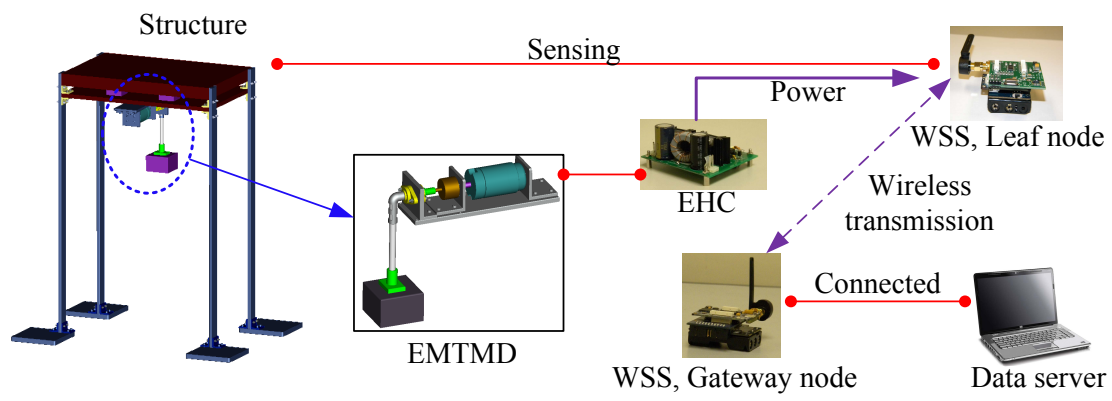 Structure
Sensing
Power
WSS, Leaf node
EHC
Wireless
transmission
EMTMD
Connected
WSS, Gateway node
Data server